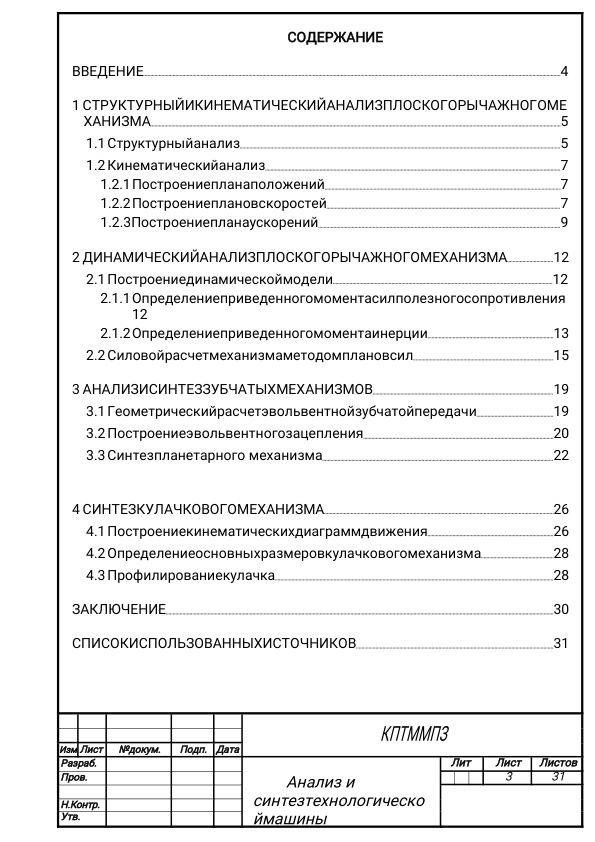 СОДЕРЖАНИЕ
ВВЕДЕНИЕ 4
1 СТРУКТУРНЫЙИКИНЕМАТИЧЕСКИЙАНАЛИЗПЛОСКОГОРЫЧАЖНОГОМЕ
ХАНИЗМА 5
1.1 Структурныйанализ 5
1.2 Кинематическийанализ 7
1.2.1 Построениепланаположений 7
1.2.2 Построениеплановскоростей 7
1.2.3Построениепланаускорений 9
2 ДИНАМИЧЕСКИЙАНАЛИЗПЛОСКОГОРЫЧАЖНОГОМЕХАНИЗМА 12
2.1 Построениединамическоймодели 12
2.1.1 Определениеприведенногомоментасилполезногосопротивления
12
2.1.2 Определениеприведенногомоментаинерции 13
2.2 Силовойрасчетмеханизмаметодомплановсил 15
3 АНАЛИЗИСИНТЕЗЗУБЧАТЫХМЕХАНИЗМОВ 19
3.1 Геометрическийрасчетэвольвентнойзубчатойпередачи 19
3.2 Построениеэвольвентногозацепления 20
3.3 Синтезпланетарного механизма 22
4 СИНТЕЗКУЛАЧКОВОГОМЕХАНИЗМА 26
4.1 Построениекинематическихдиаграммдвижения 26
4.2 Определениеосновныхразмеровкулачковогомеханизма 28
4.3 Профилированиекулачка 28
ЗАКЛЮЧЕНИЕ 30
СПИСОКИСПОЛЬЗОВАННЫХИСТОЧНИКОВ 31
КПТММПЗ
Изм Лист №докум. Подп. Дата
Разраб. Лит Лист Листов
Пров. 3 31
Анализ и
синтезтехнологическо
ймашины
Н.Контр.
Утв.